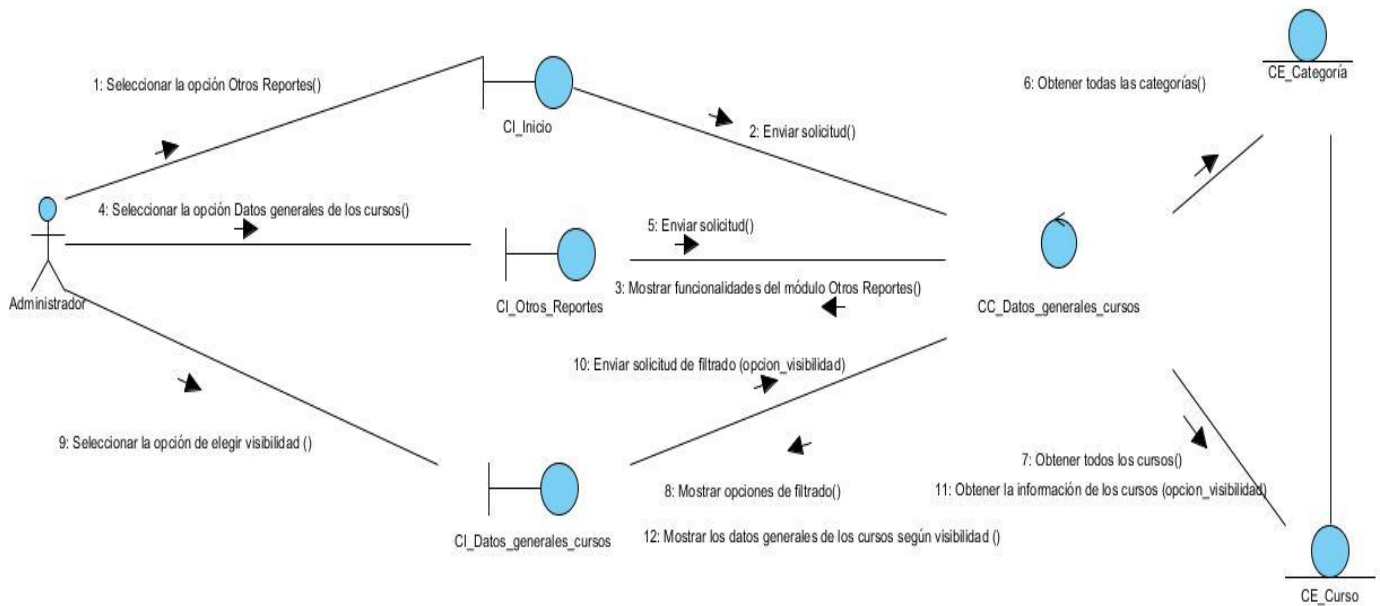 6: Obtener todas las categorías()
CE_Categoría
1: Seleccionar la opción Otros Reportes()
CI_Inicio
2: Enviar solicitud()
4: Seleccionar la opción Datos generales de los cursos()
5: Enviar solicitud()
Administrador
CI_Otros_Reportes
3: Mostrar funcionalidades del módulo Otros Reportes()
CC_Datos_generales_cursos
10: Enviar solicitud de filtrado (opcion_visibilidad)
9: Seleccionar la opción de elegir visibilidad ()
7: Obtener todos los cursos()
8: Mostrar opciones de filtrado()
11: Obtener la información de los cursos (opcion_visibilidad)
CI_Datos_generales_cursos
12: Mostrar los datos generales de los cursos según visibilidad ()
CE_Curso